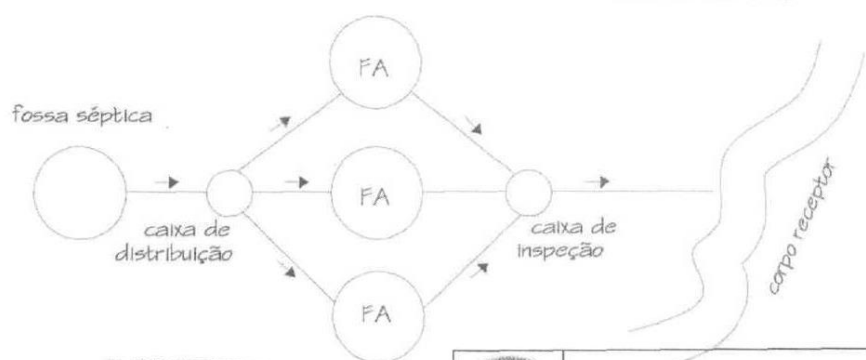 FA
fossa séptica
FA
caixa de
distribuição
caixa de
inspeção
corpo receptor
FA